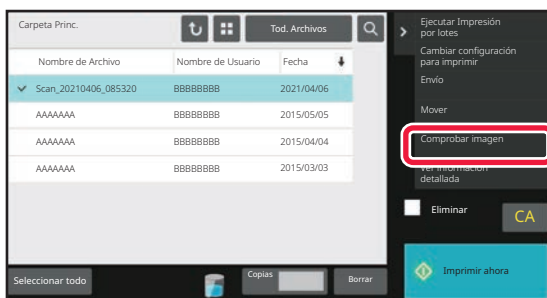 Carpeta Princ.
Tod. Archivos
Nombre de Archivo Nombre de Usuario Fecha
Scan_20210406_085320 BBBBBBBB 2021/04/06
AAAAAAA BBBBBBBB 2015/05/05
AAAAAAA BBBBBBBB 2015/04/04
AAAAAAA BBBBBBBB 2015/03/03
Seleccionar todo
Copias
Borrar
Ejecutar Impresión
por lotes
Cambiar configuración
para imprimir
Envío
Mover
Comprobar imagen
Ver información
detallada
Eliminar
CA
Imprimir ahora